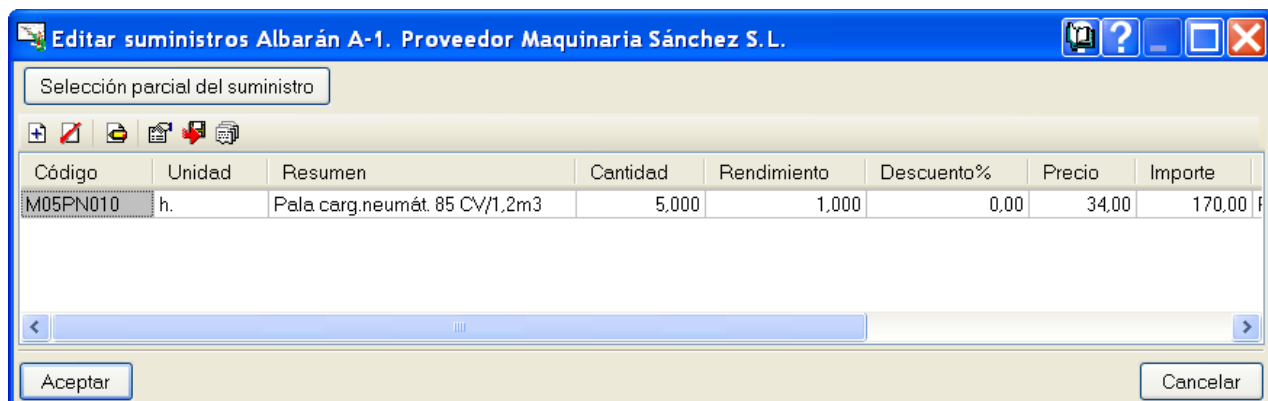 Editar suministros Albarán A-1. Proveedor Maquinaria Sánchez S.L.
Selección parcial del suministro
Código Unidad Resumen Cantidad Rendimiento Descuento% Precio Importe
M05PN010 h. Pala carg.neumát. 85 CV/1,2m3 5,000 1,000 0,00 34,00 170,00
Aceptar Cancelar